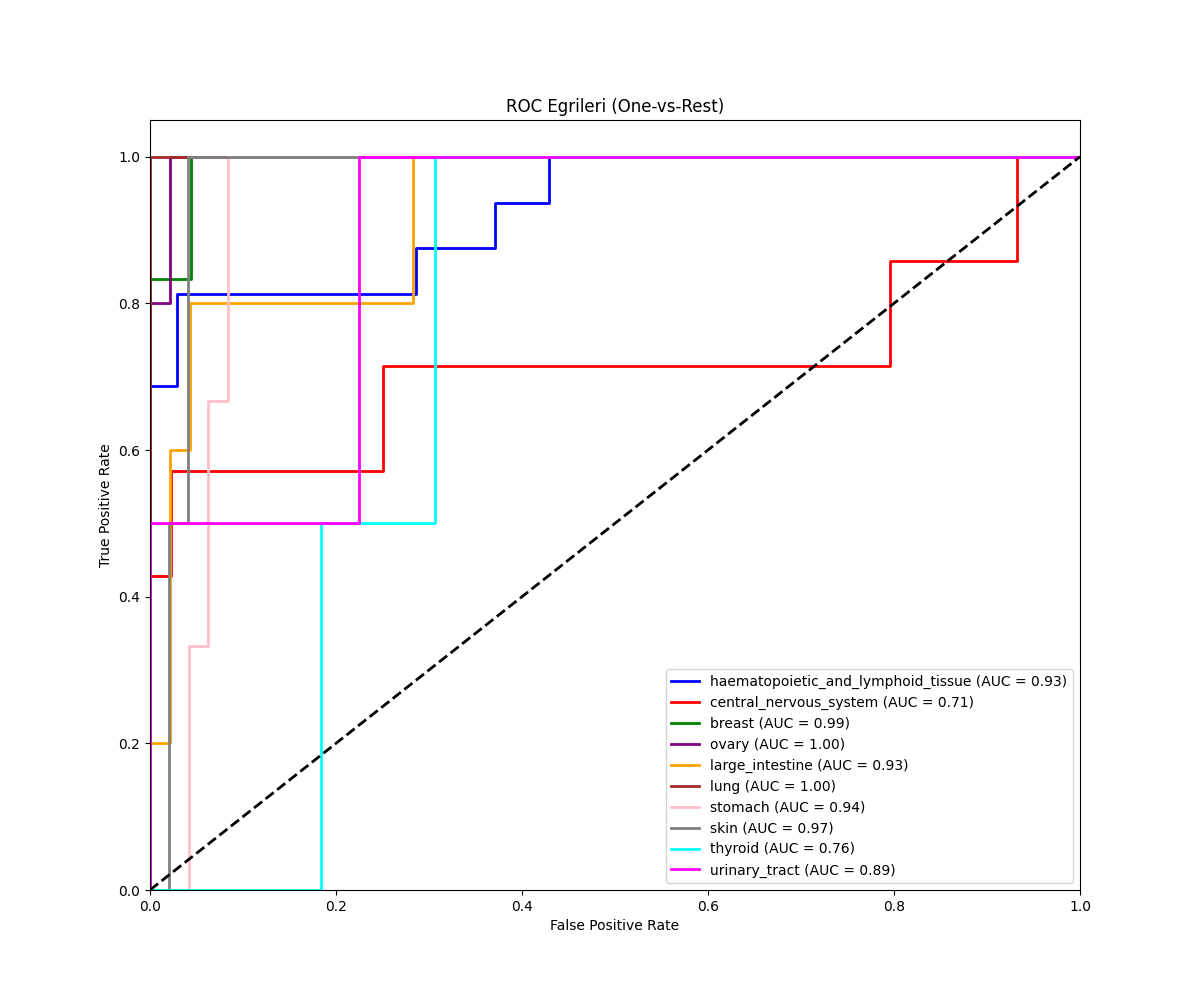 ROC Egrileri (One-vs-Rest)
True Positive Rate
1.0
0.8
0.6
0.4
0.2
0.0
haematopoietic_and_lymphoid_tissue (AUC = 0.93)
central_nervous_system (AUC = 0.71)
breast (AUC = 0.99)
ovary (AUC = 1.00)
large_intestine (AUC = 0.93)
lung (AUC = 1.00)
stomach (AUC = 0.94)
skin (AUC = 0.97)
thyroid (AUC = 0.76)
urinary_tract (AUC = 0.89)
0.0 0.2 0.4 0.6 0.8 1.0
False Positive Rate